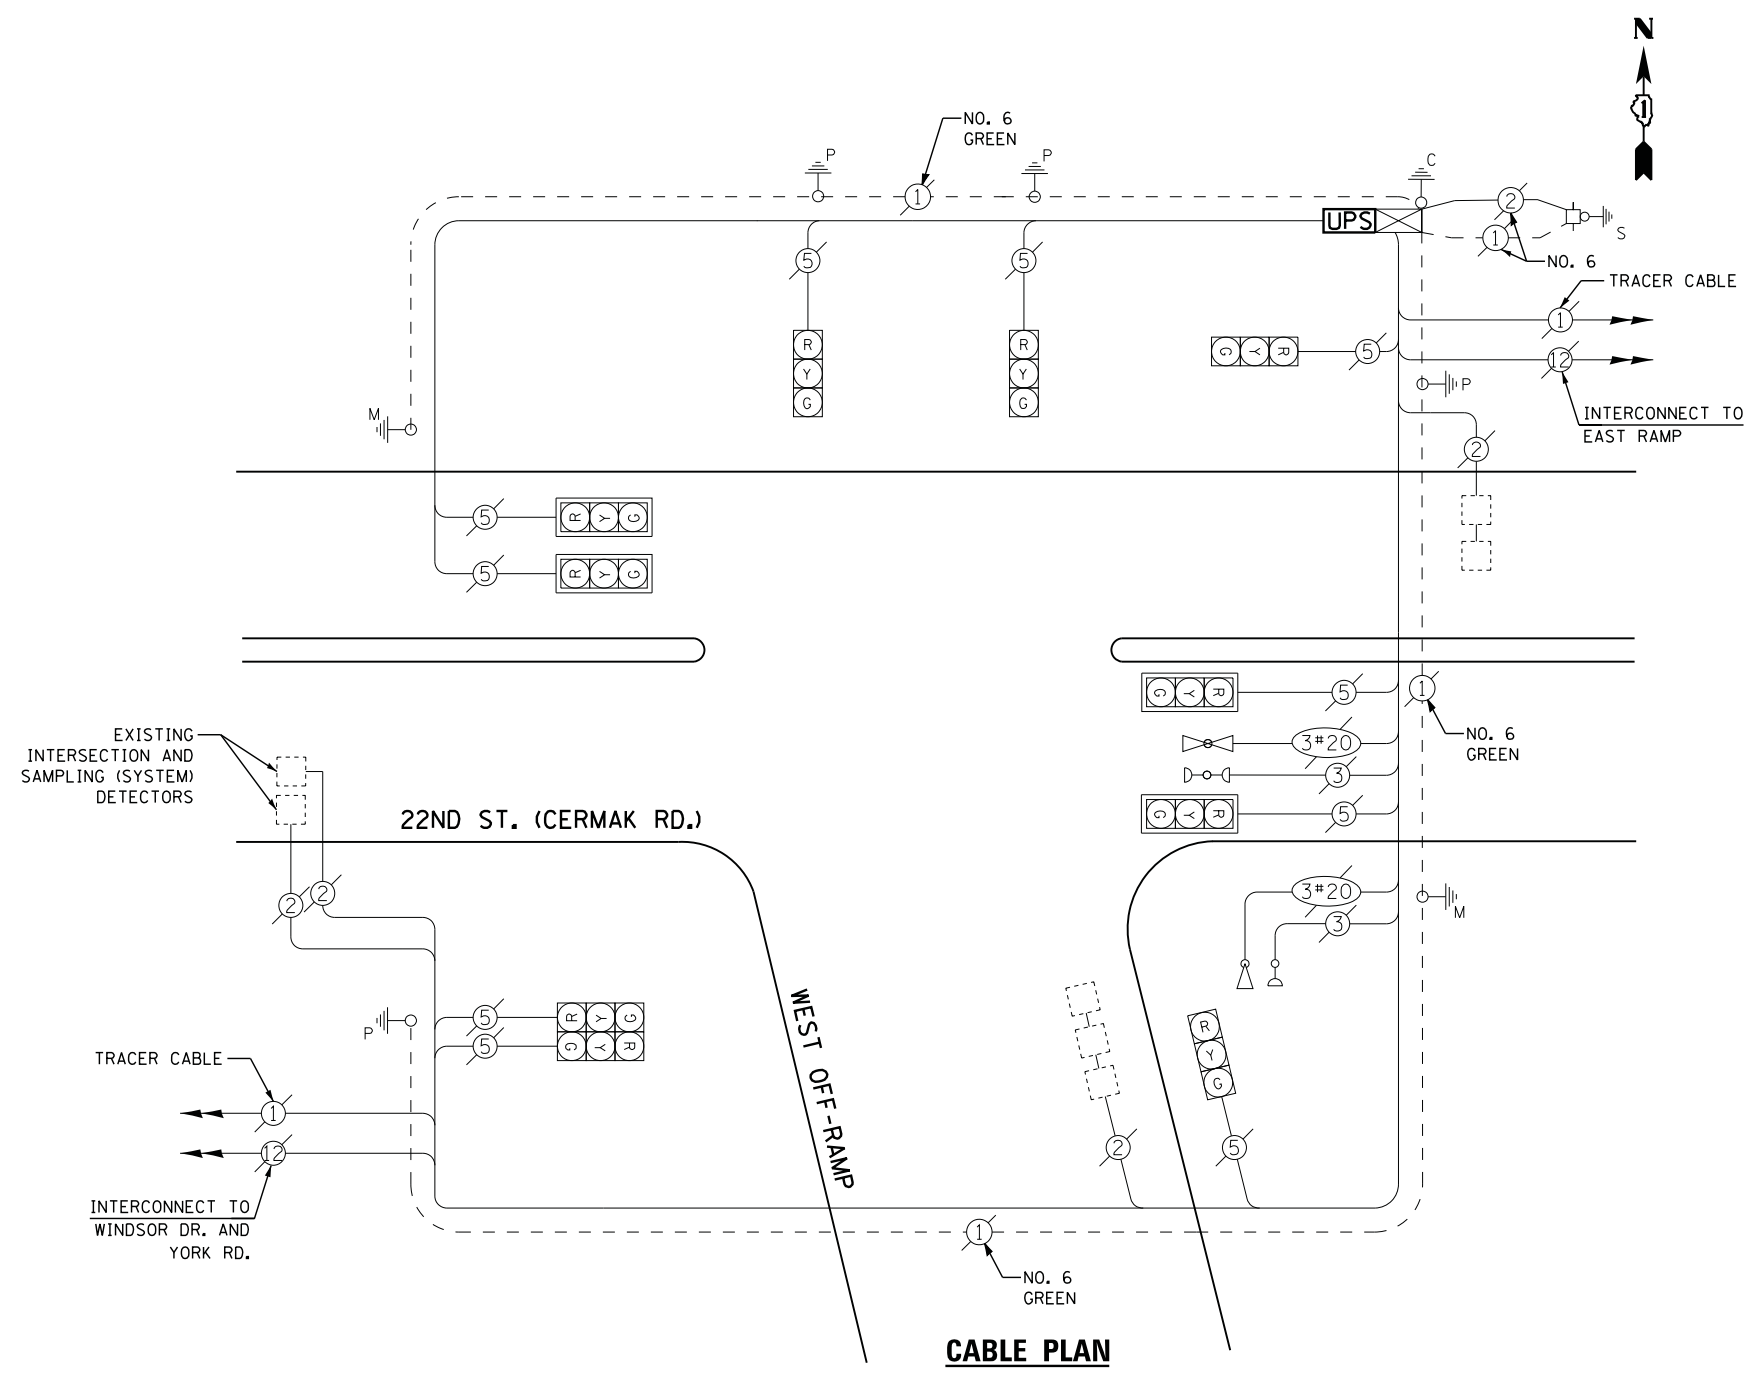 N
1
NO. 6
GREEN
1
P
P
C
UPS
2
1
S
NO. 6
TRACER CABLE
1
5
5
R
Y
G
R
Y
G
G Y R
5
12
P
INTERCONNECT TO
EAST RAMP
M
2
5
R Y G
5
R Y G
G Y R
5
1
NO. 6
GREEN
3#20
3
G Y R
5
EXISTING
INTERSECTION AND
SAMPLING (SYSTEM)
DETECTORS
22ND ST. (CERMAK RD.)
2
2
3#20
3
M
P
5
R Y G
5
G Y R
WEST OFF-RAMP
R
Y
G
TRACER CABLE
1
12
2
5
INTERCONNECT TO
WINDSOR DR. AND
YORK RD.
1
NO. 6
GREEN
CABLE PLAN